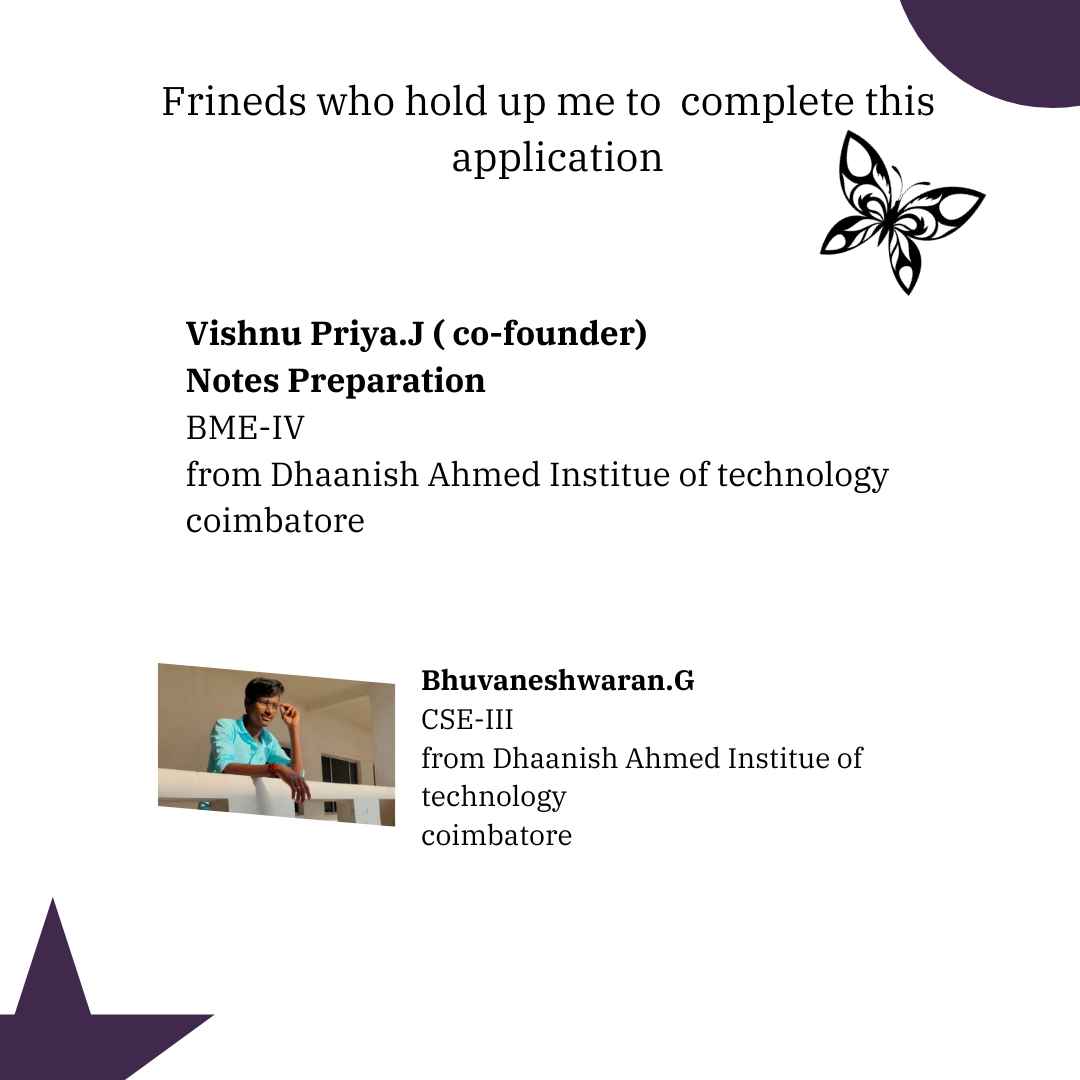 Frineds who hold up me to  complete this
application
Vishnu Priya.J ( co-founder)
Notes Preparation
BME-IV
from Dhaanish Ahmed Institue of technology
coimbatore
Bhuvaneshwaran.G
CSE-III
from Dhaanish Ahmed Institue of
technology
coimbatore